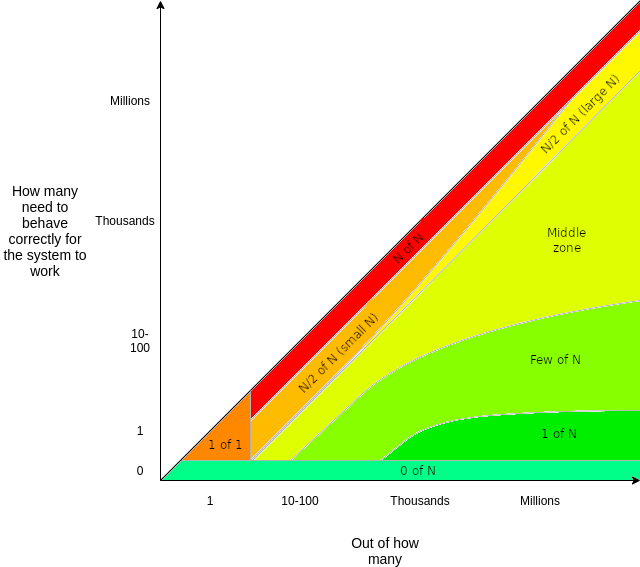 Millions
How many
need to
behave
correctly for
the system to
work
Thousands
10-
100
1
0
N of N
N/2 of N (large N)
N/2 of N (small N)
Middle
zone
Few of N
1 of N
1 of 1
0 of N
1
10-100
Thousands
Millions
Out of how
many